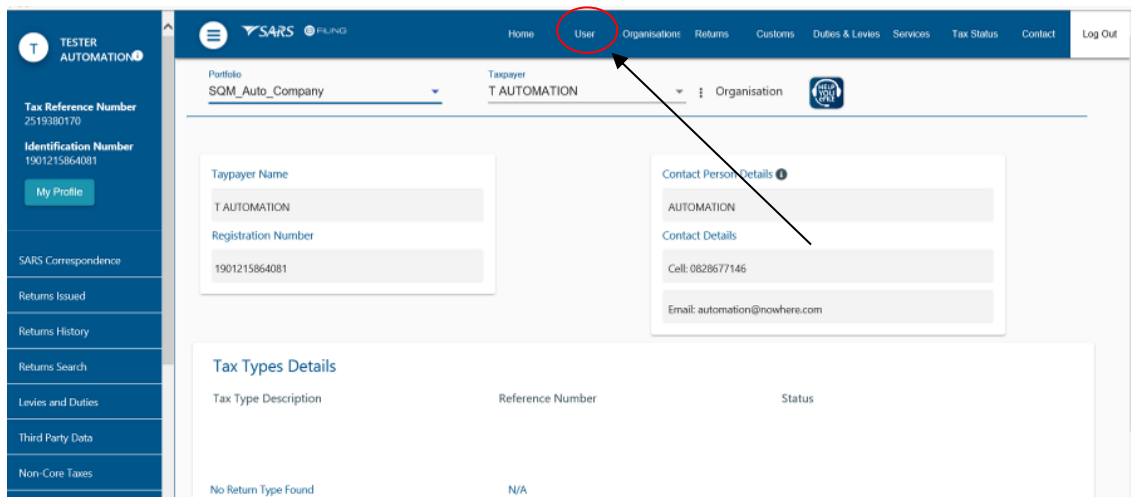 T
TESTER
AUTOMATION
Tax Reference Number
2519380170
Identification Number
1901215864081
My Profile
SARS Correspondence
Returns Issued
Returns History
Returns Search
Levies and Duties
Third Party Data
Non-Core Taxes
SARS eFILING
Home User Organisations Returns Customs Duties & Levies Services Tax Status Contact Log Out
Portfolio
SQM_Auto_Company
Taxpayer
T AUTOMATION
Organisation
HELP
YOU
eFILE
Taypayer Name
T AUTOMATION
Registration Number
1901215864081
Contact Person Details
AUTOMATION
Contact Details
Cell: 0828677146
Email: automation@nowhere.com
Tax Types Details
Tax Type Description Reference Number Status
No Return Type Found N/A